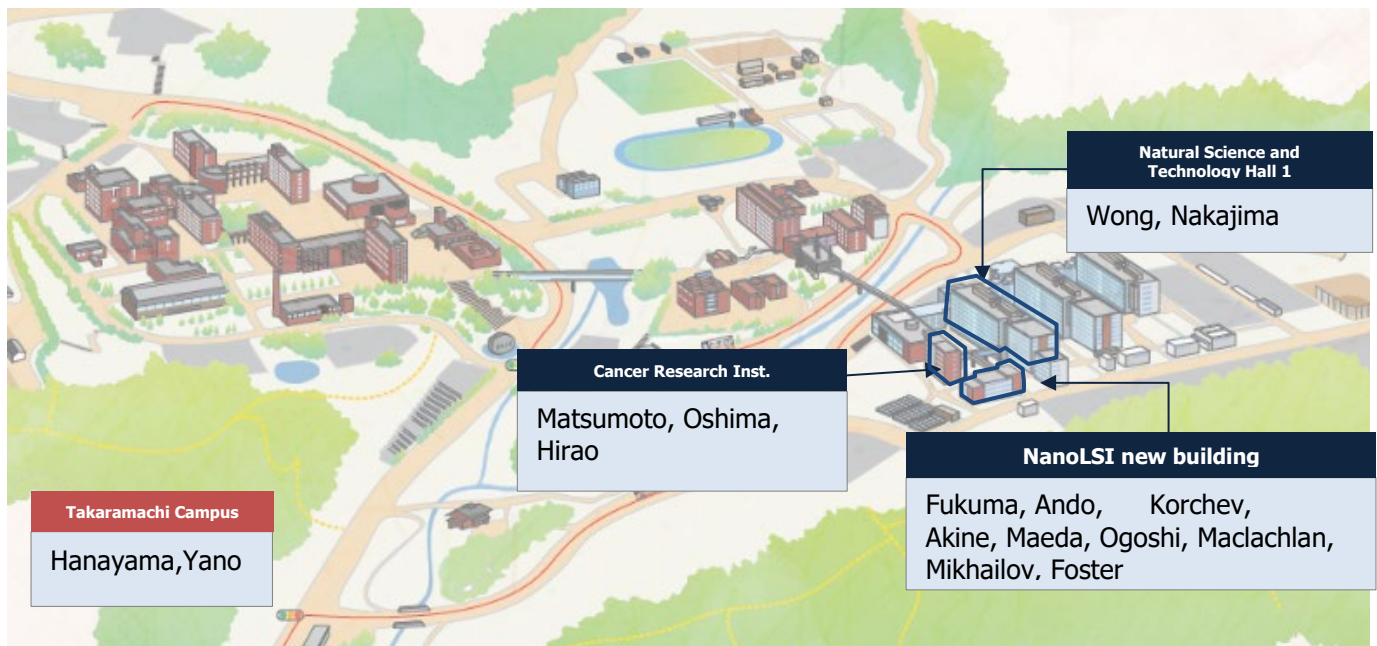 Natural Science and
Technology Hall 1
Wong, Nakajima
Cancer Research Inst.
Matsumoto, Oshima,
Hirao
NanoLSI new building
Fukuma, Ando, Korchev,
Akine, Maeda, Ogoshi, Maclachlan,
Mikhailov, Foster
Takaramachi Campus
Hanayama,Yano